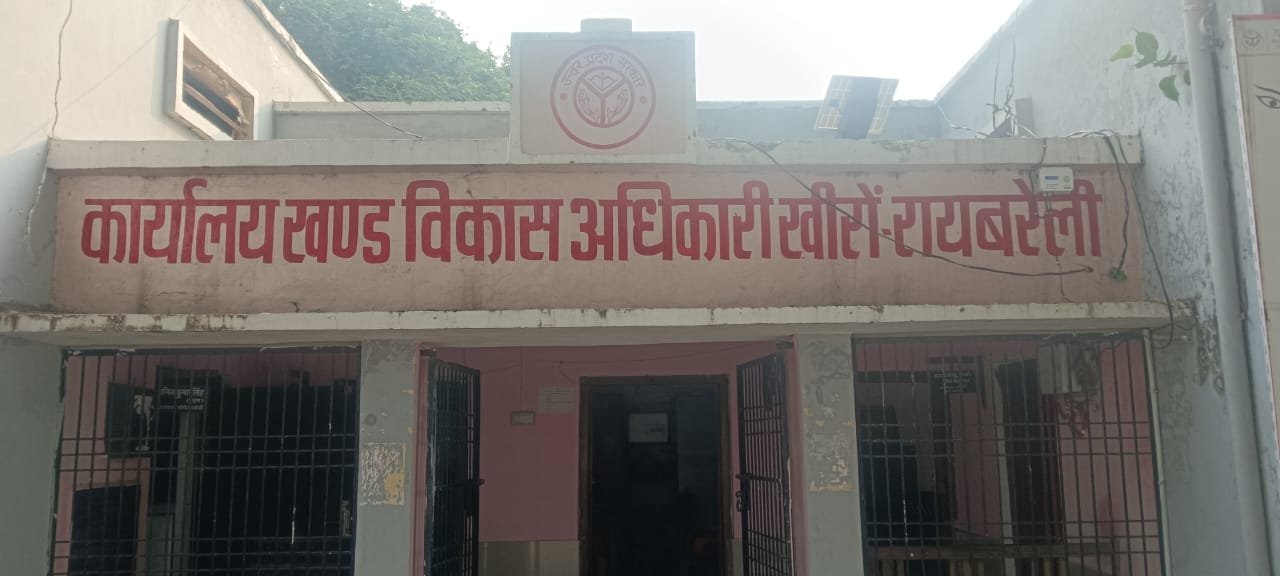 उत्तर प्रदेश सरकार
कार्यालय खण्ड विकास अधिकारी खीरों-रायबरेली